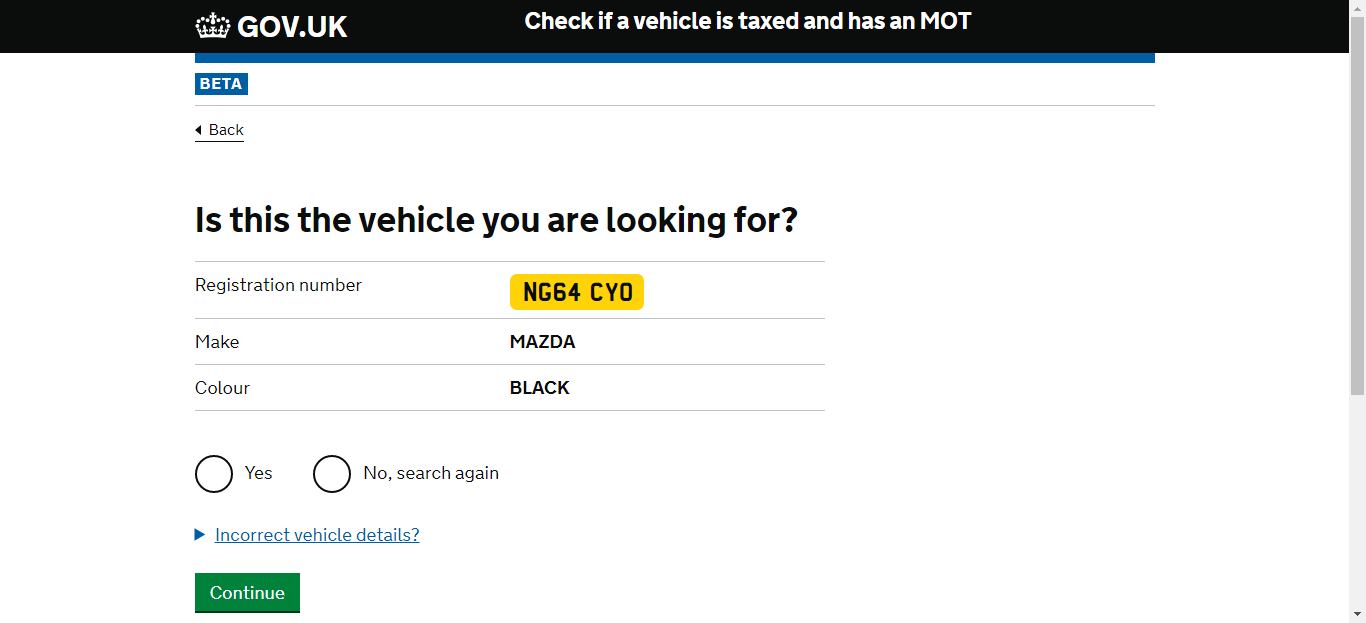 GOV.UK
Check if a vehicle is taxed and has an MOT
BETA
Back
Is this the vehicle you are looking for?
Registration number NG64 CYO
Make MAZDA
Colour BLACK
Yes No, search again
Incorrect vehicle details?
Continue